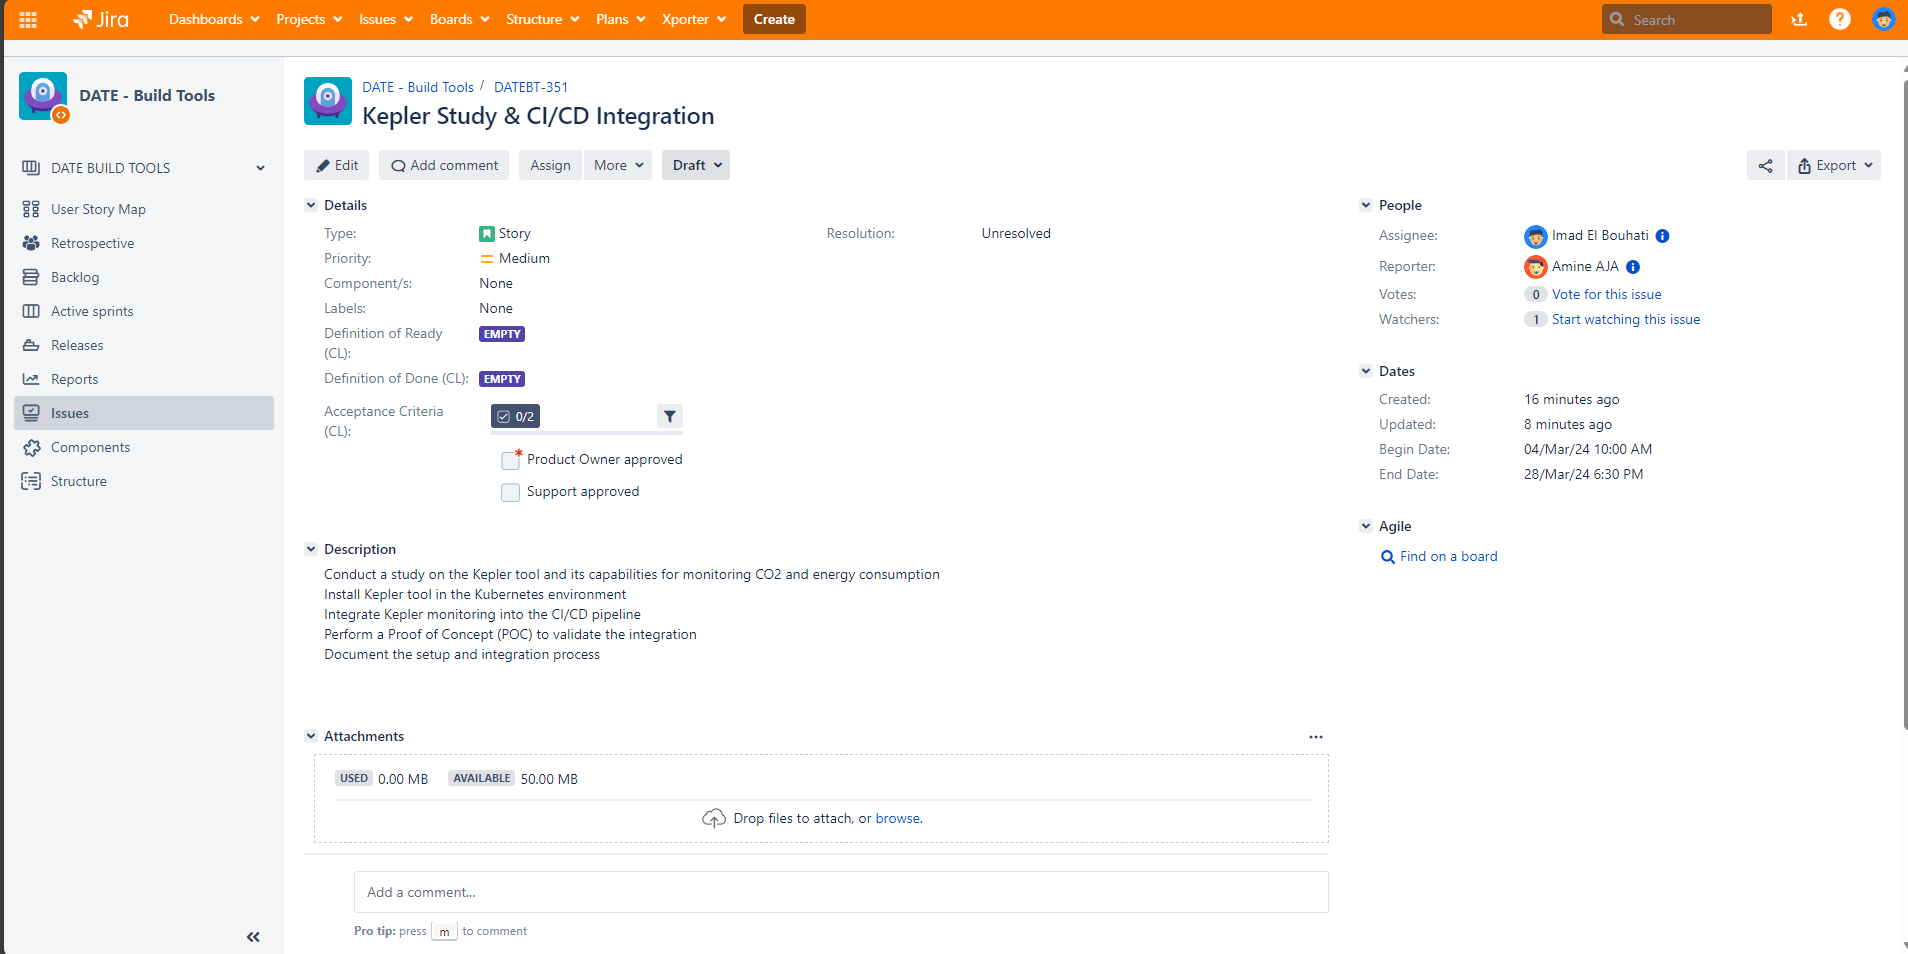 Jira Dashboards Projects Issues Boards Structure Plans Xporter Create Search
DATE - Build Tools
DATE BUILD TOOLS
User Story Map
Retrospective
Backlog
Active sprints
Releases
Reports
Issues
Components
Structure
DATE - Build Tools / DATEBT-351
Kepler Study & CI/CD Integration
Edit Add comment Assign More Draft Export
Details
Type: Story
Resolution: Unresolved
Priority: Medium
Component/s: None
Labels: None
Definition of Ready
(CL): EMPTY
Definition of Done (CL): EMPTY
Acceptance Criteria
(CL): 0/2
* Product Owner approved
Support approved
Description
Conduct a study on the Kepler tool and its capabilities for monitoring CO2 and energy consumption
Install Kepler tool in the Kubernetes environment
Integrate Kepler monitoring into the CI/CD pipeline
Perform a Proof of Concept (POC) to validate the integration
Document the setup and integration process
Attachments
USED 0.00 MB AVAILABLE 50.00 MB
Drop files to attach, or browse.
Add a comment...
Pro tip: press m to comment
People
Assignee: Imad El Bouhati
Reporter: Amine AJA
Votes: 0 Vote for this issue
Watchers: 1 Start watching this issue
Dates
Created: 16 minutes ago
Updated: 8 minutes ago
Begin Date: 04/Mar/24 10:00 AM
End Date: 28/Mar/24 6:30 PM
Agile
Find on a board